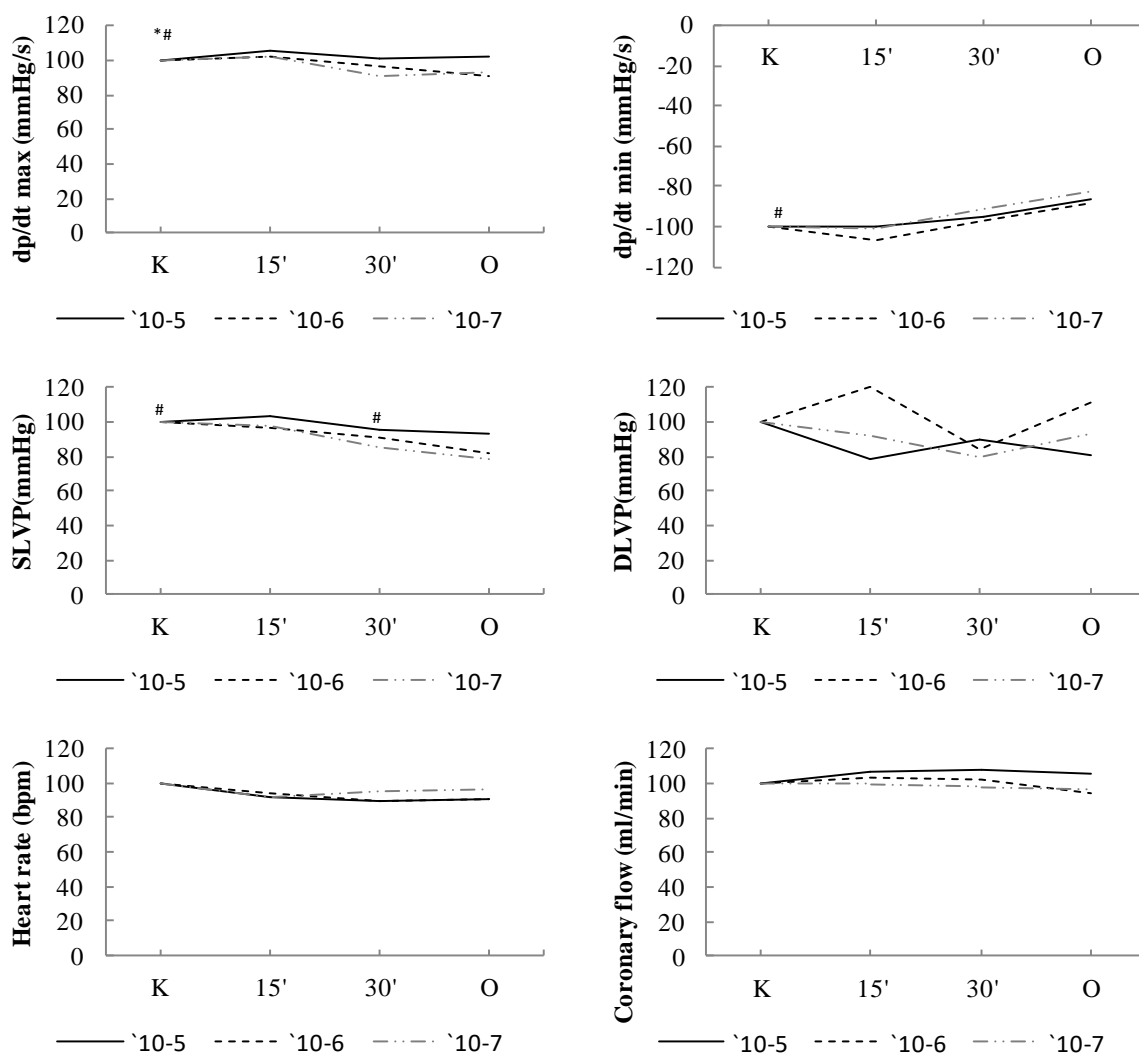 dp/dt max (mmHg/s)
120
100
80
60
40
20
0
*#
K 15' 30' O
`10-5 `10-6 `10-7
dp/dt min (mmHg/s)
0
-20
-40
-60
-80
-100
-120
K 15' 30' O
#
`10-5 `10-6 `10-7
SLVP(mmHg)
120
100
80
60
40
20
0
# #
K 15' 30' O
`10-5 `10-6 `10-7
DLVP(mmHg)
120
100
80
60
40
20
0
K 15' 30' O
`10-5 `10-6 `10-7
Heart rate (bpm)
120
100
80
60
40
20
0
K 15' 30' O
`10-5 `10-6 `10-7
Coronary flow (ml/min)
120
100
80
60
40
20
0
K 15' 30' O
`10-5 `10-6 `10-7